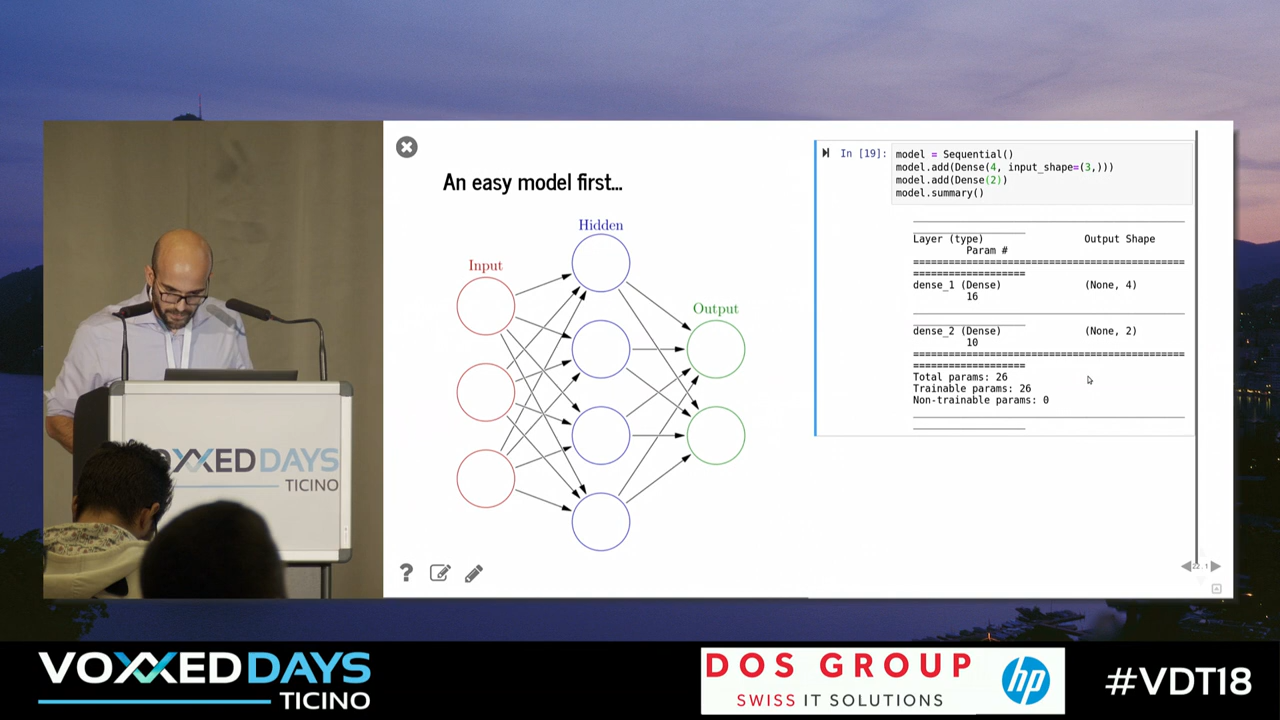 An easy model first...
Hidden
Input
Output
In [19]:
model = Sequential()
model.add(Dense(4, input_shape=(3,)))
model.add(Dense(2))
model.summary()
Layer (type) Output Shape
Param #
=================================================================
dense_1 (Dense) (None, 4)
16
dense_2 (Dense) (None, 2)
10
=================================================================
Total params: 26
Trainable params: 26
Non-trainable params: 0
?
VOXXED DAYS
TICINO
VOXXED DAYS
TICINO
DOS GROUP
SWISS IT SOLUTIONS
hp
#VDT18